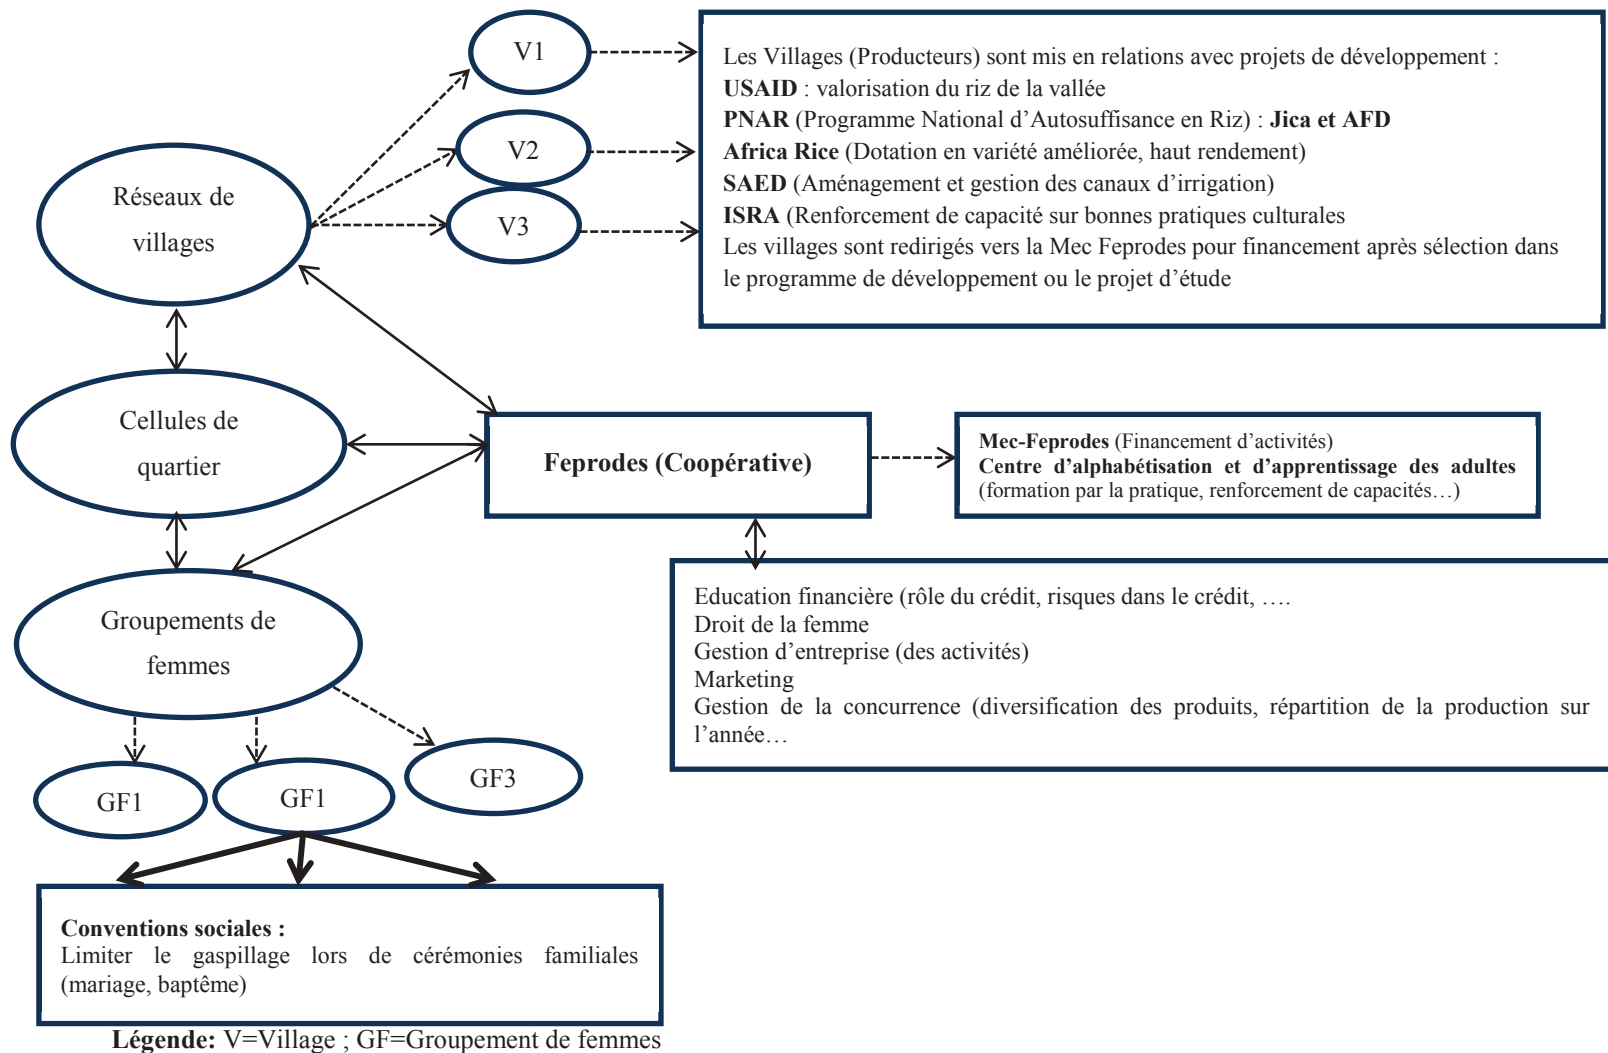 V1
V2
V3
Les Villages (Producteurs) sont mis en relations avec projets de développement :
USAID : valorisation du riz de la vallée
PNAR (Programme National d’Autosuffisance en Riz) : Jica et AFD
Africa Rice (Dotation en variété améliorée, haut rendement)
SAED (Aménagement et gestion des canaux d’irrigation)
ISRA (Renforcement de capacité sur bonnes pratiques culturales
Les villages sont redirigés vers la Mec Feprodes pour financement après sélection dans
le programme de développement ou le projet d’étude
Réseaux de
villages
Cellules de
quartier
Feprodes (Coopérative)
Mec-Feprodes (Financement d’activités)
Centre d’alphabétisation et d’apprentissage des adultes
(formation par la pratique, renforcement de capacités…)
Education financière (rôle du crédit, risques dans le crédit, ….
Droit de la femme
Gestion d’entreprise (des activités)
Marketing
Gestion de la concurrence (diversification des produits, répartition de la production sur
l’année…
Groupements de
femmes
GF1
GF1
GF3
Conventions sociales :
Limiter le gaspillage lors de cérémonies familiales
(mariage, baptême)
Légende: V=Village ; GF=Groupement de femmes